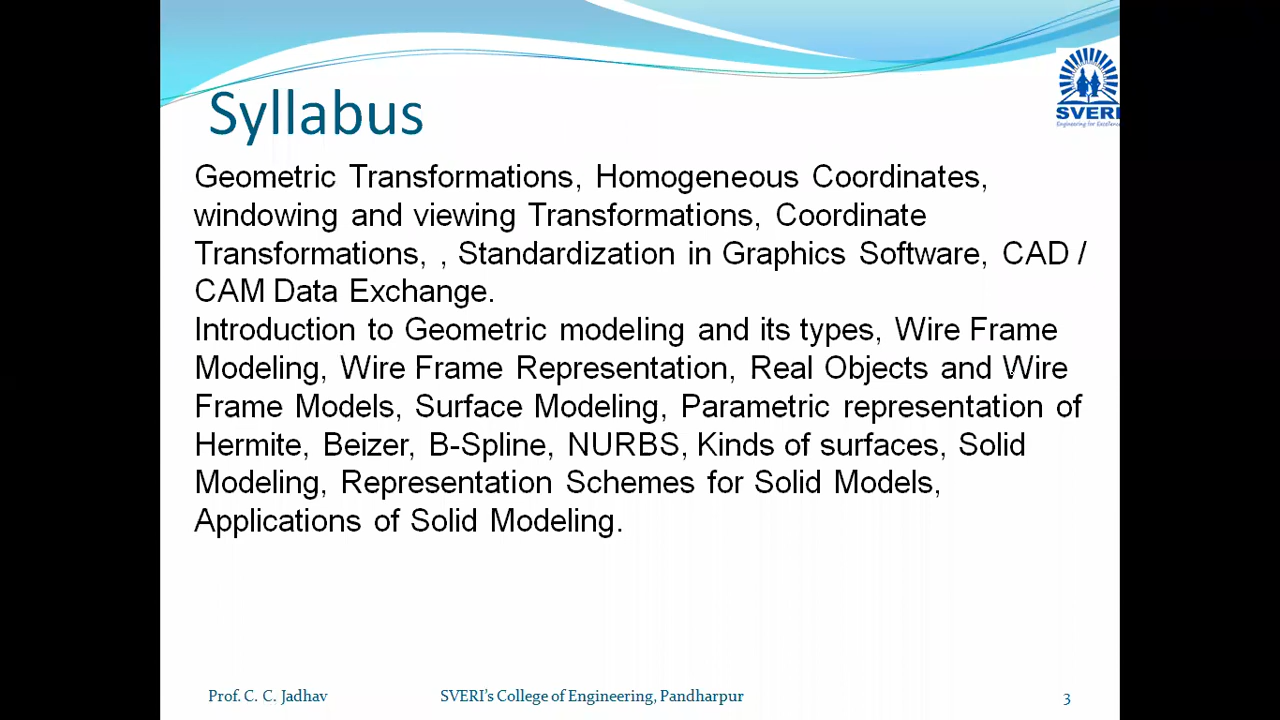 SVERI
Engineering for Excellence
Syllabus
Geometric Transformations, Homogeneous Coordinates,
windowing and viewing Transformations, Coordinate
Transformations, , Standardization in Graphics Software, CAD /
CAM Data Exchange.
Introduction to Geometric modeling and its types, Wire Frame
Modeling, Wire Frame Representation, Real Objects and Wire
Frame Models, Surface Modeling, Parametric representation of
Hermite, Beizer, B-Spline, NURBS, Kinds of surfaces, Solid
Modeling, Representation Schemes for Solid Models,
Applications of Solid Modeling.
Prof. C. C. Jadhav SVERI's College of Engineering, Pandharpur 3